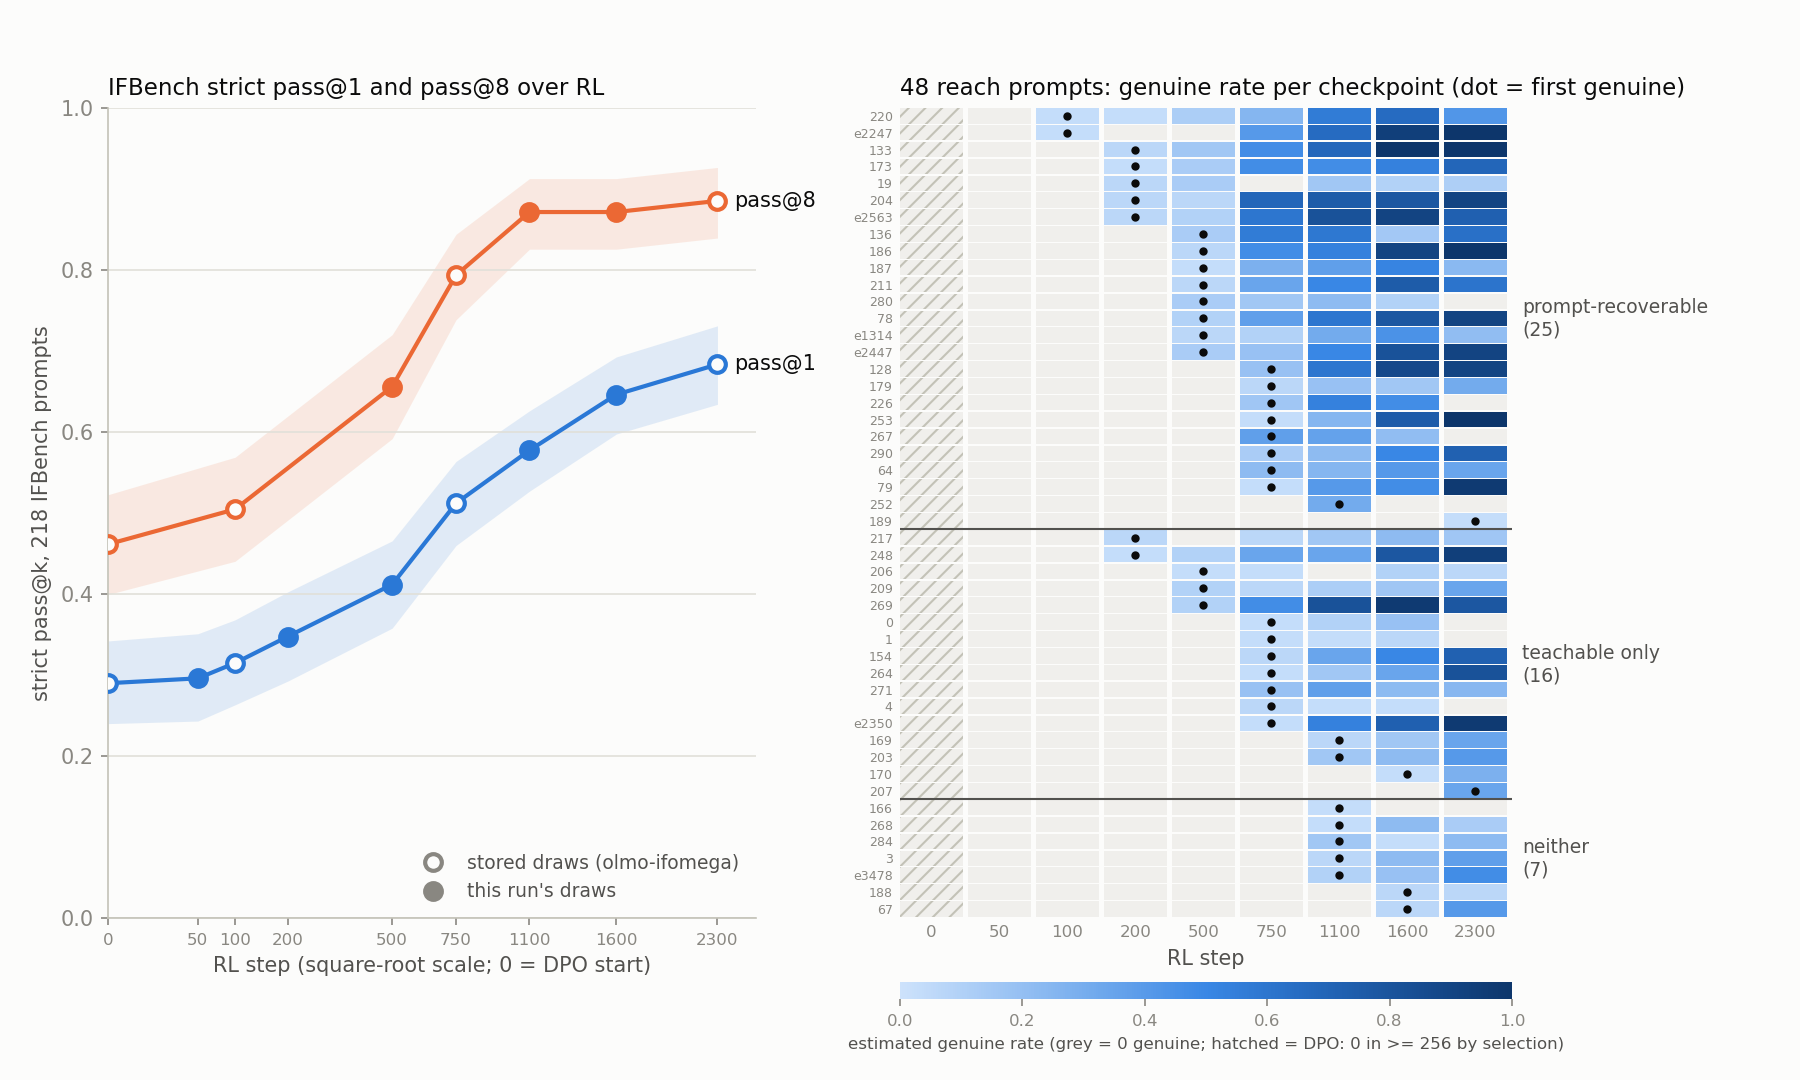 IFBench strict pass@1 and pass@8 over RL
1.0
0.8
0.6
0.4
0.2
0.0
strict pass@k, 218 IFBench prompts
pass@8
pass@1
stored draws (olmo-ifomega)
this run's draws
0 50 100 200 500 750 1100 1600 2300
RL step (square-root scale; 0 = DPO start)
48 reach prompts: genuine rate per checkpoint (dot = first genuine)
220
e2247
133
173
19
204
e2563
136
186
187
211
280
78
e1314
e2447
128
179
226
253
267
290
64
79
252
189
217
248
206
209
269
0
1
154
264
271
4
e2350
169
203
170
207
166
268
284
3
e3478
188
67
prompt-recoverable
(25)
teachable only
(16)
neither
(7)
0 50 100 200 500 750 1100 1600 2300
RL step
0.0 0.2 0.4 0.6 0.8 1.0
estimated genuine rate (grey = 0 genuine; hatched = DPO: 0 in >= 256 by selection)